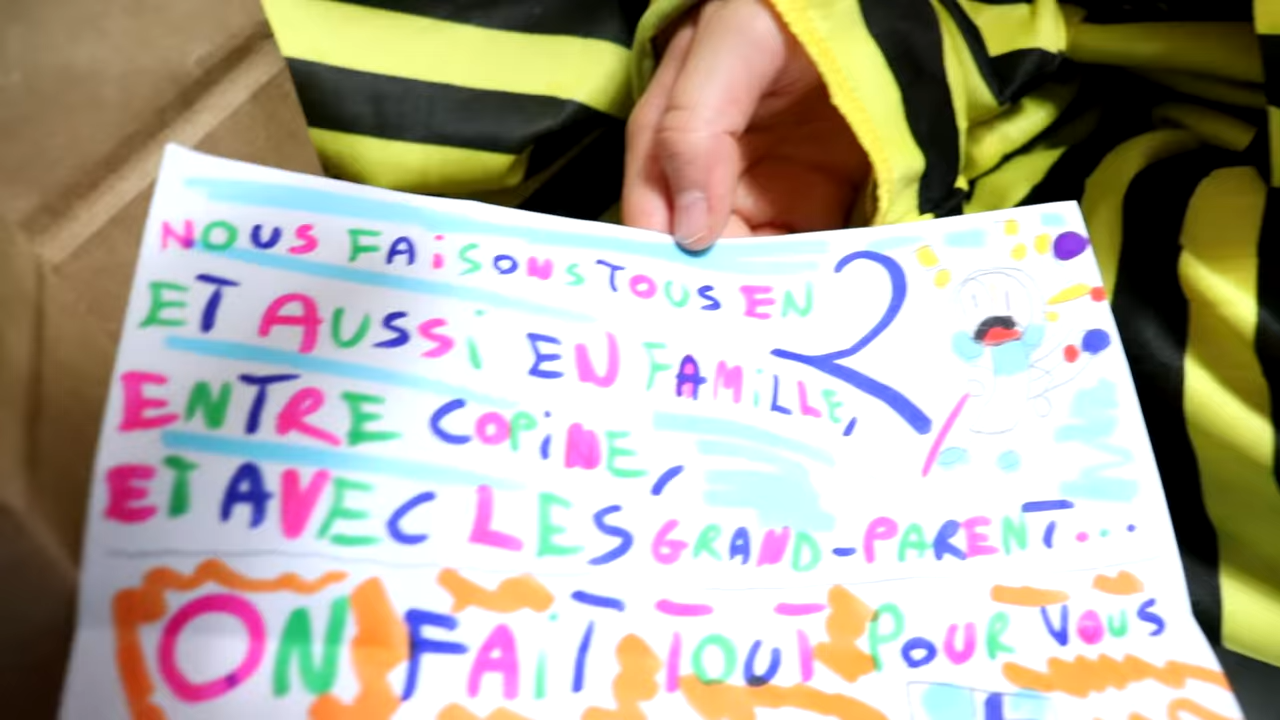 NOUS FAiSONS TOUS EN 2
ET AUSSi EN FAMiLLE,
ENTRE COPiNE,
ET AVEC LES GRAND-PARENT...
ON FAiT TOUT POUR VOUS